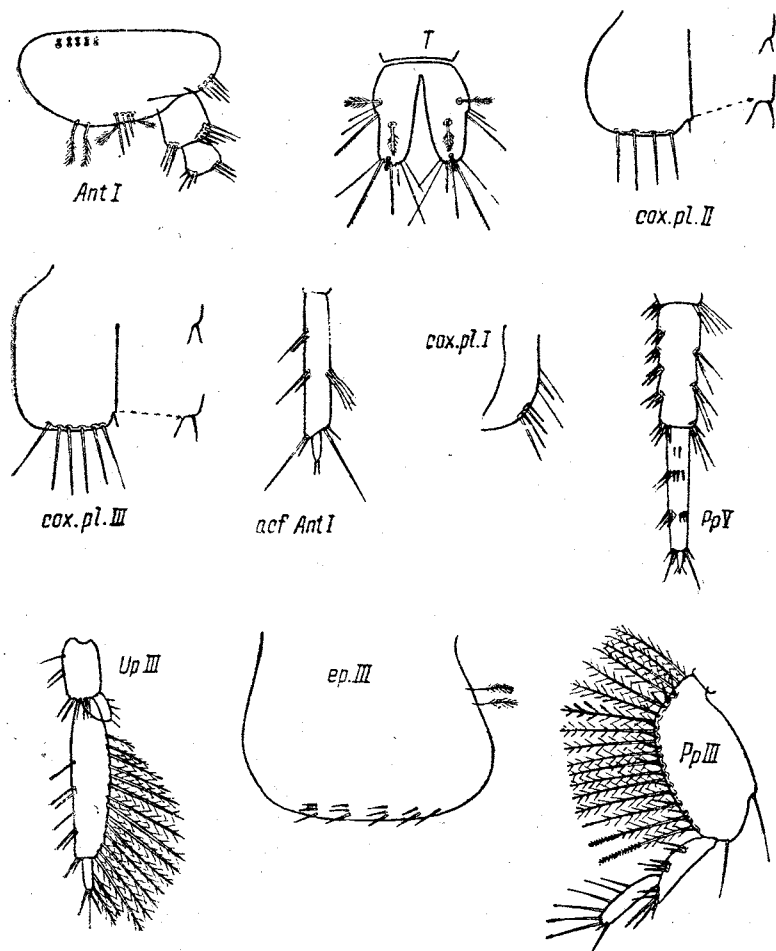 Ant I
T
cox.pl. II
cox.pl. III
acf Ant I
cox.pl. I
Pp V
Up III
ep. III
Pp III